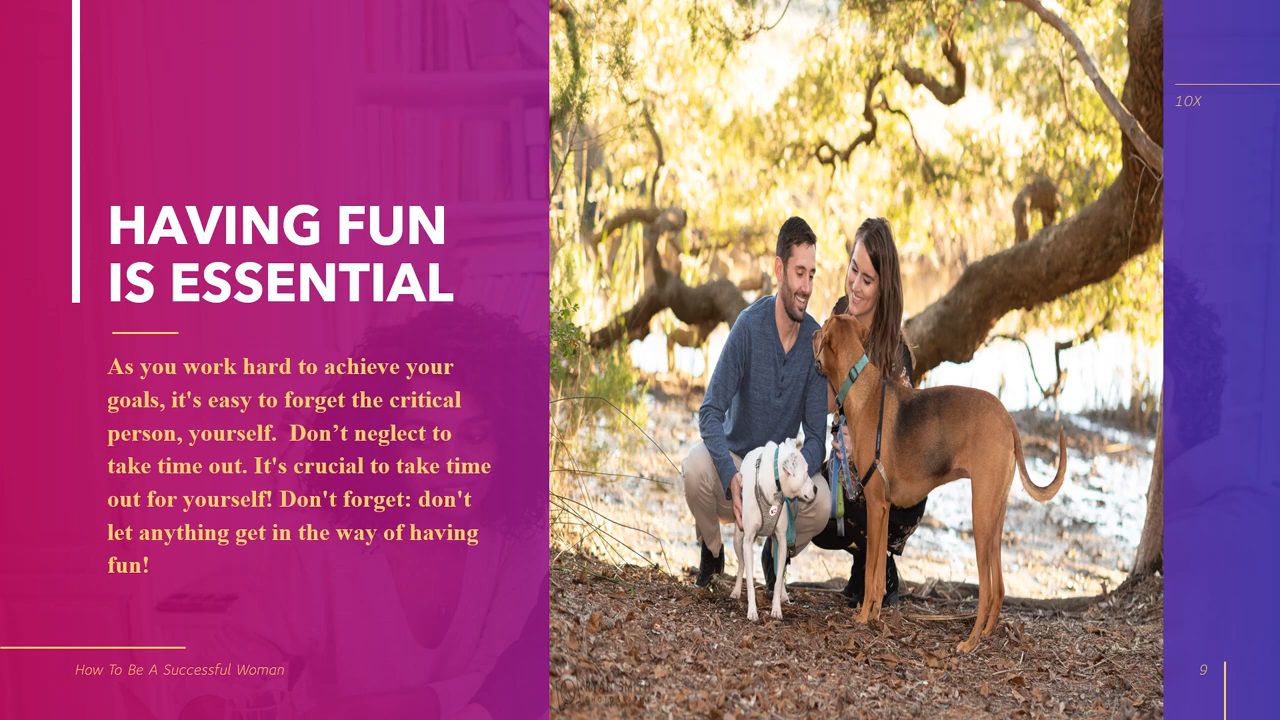 HAVING FUN
IS ESSENTIAL
As you work hard to achieve your
goals, it's easy to forget the critical
person, yourself.  Don’t neglect to
take time out. It's crucial to take time
out for yourself! Don't forget: don't
let anything get in the way of having
fun!
How To Be A Successful Woman
10X
9